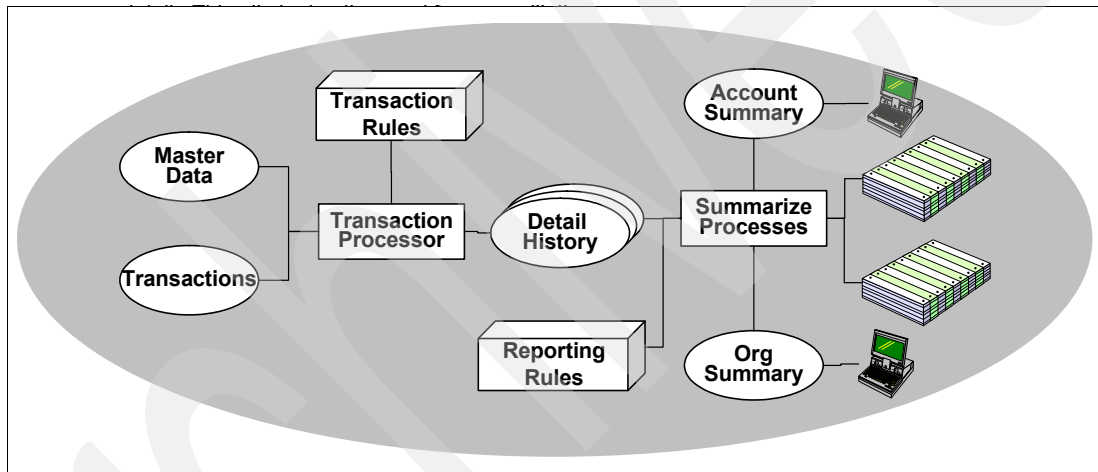 Transaction
Rules
Master
Data
Transactions
Transaction
Processor
Detail
History
Reporting
Rules
Account
Summary
Summarize
Processes
Org
Summary